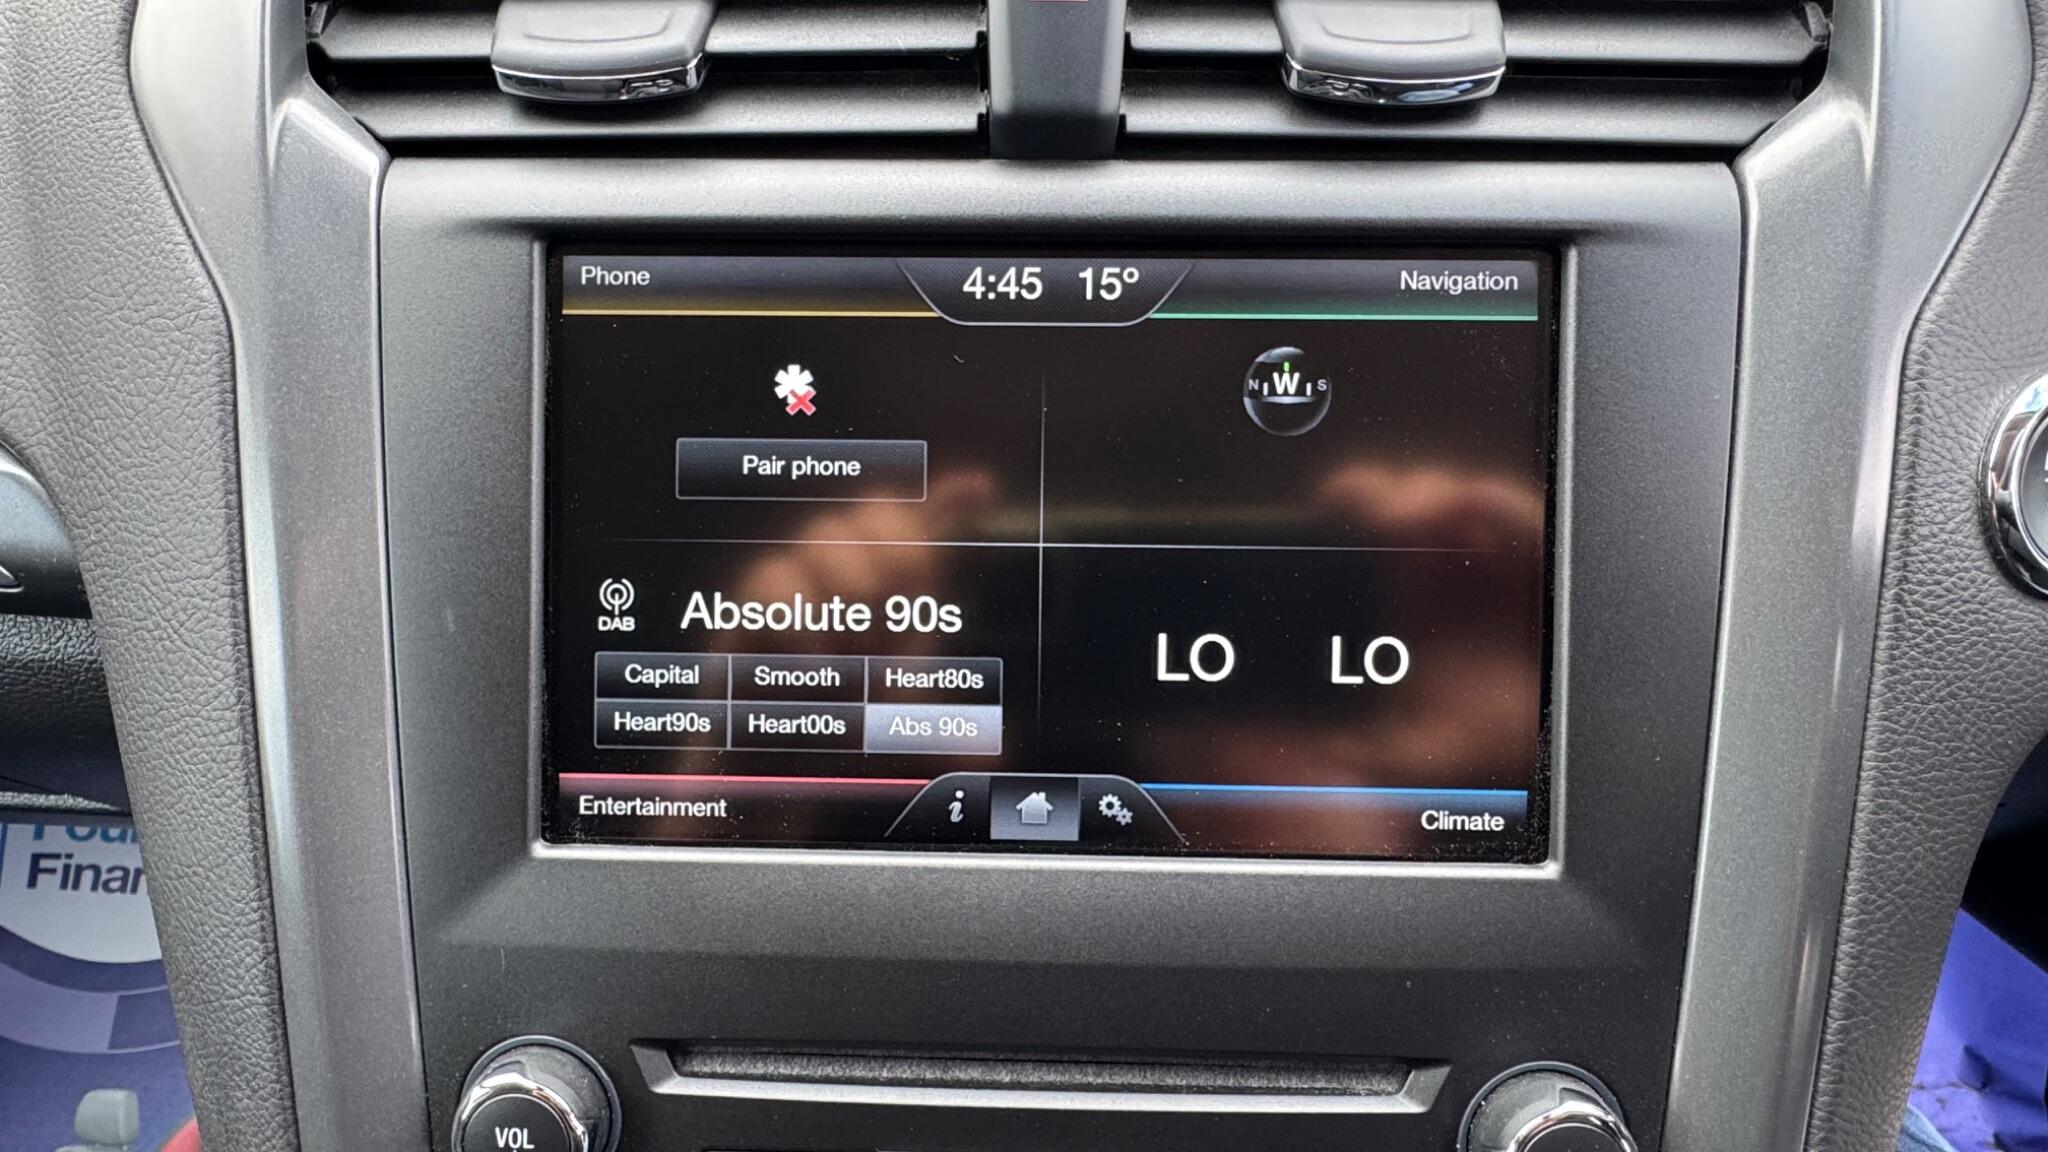 Phone
4:45 15º
Navigation
N W S
Pair phone
DAB
Absolute 90s
Capital Smooth Heart80s
Heart90s Heart00s Abs 90s
LO LO
Entertainment
i
Climate
VOL